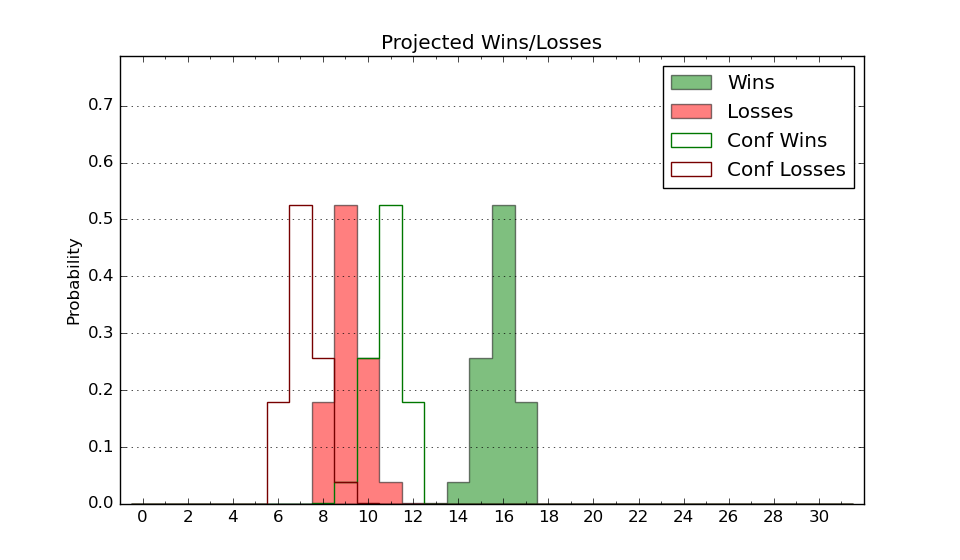 Projected Wins/Losses
Wins
Losses
Conf Wins
Conf Losses
Probability
0.7
0.6
0.5
0.4
0.3
0.2
0.1
0.0
0 2 4 6 8 10 12 14 16 18 20 22 24 26 28 30